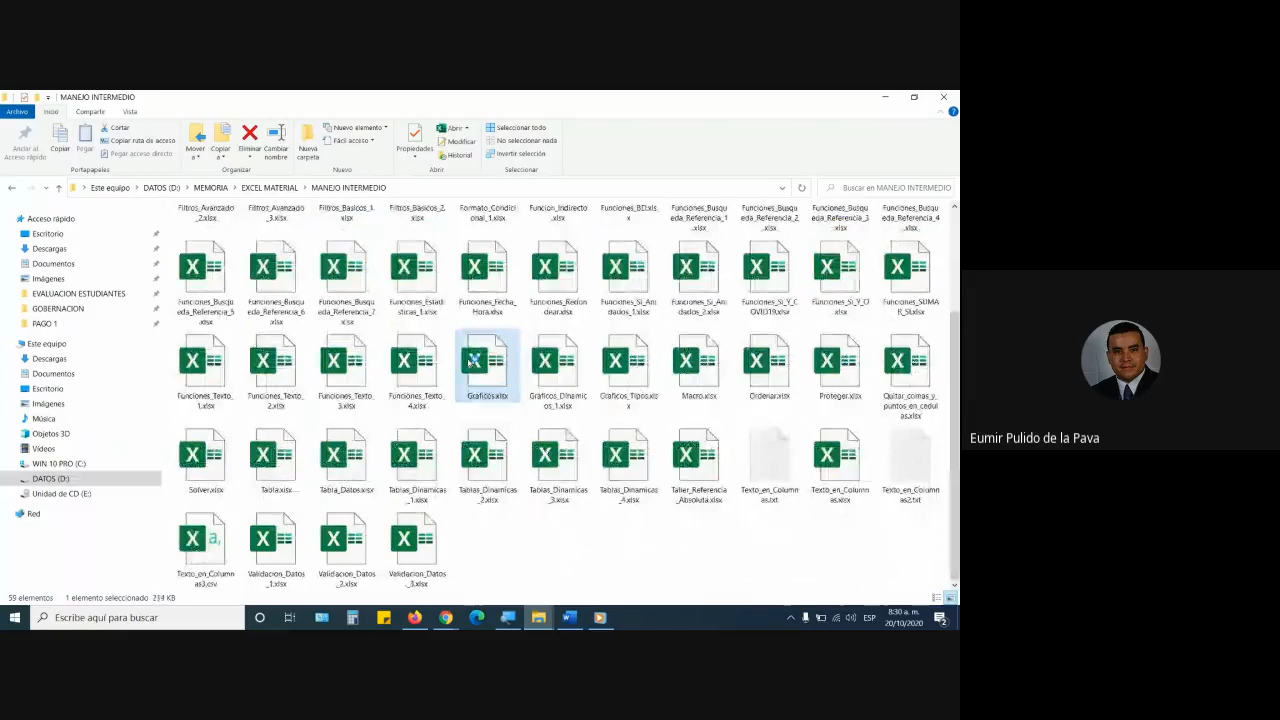 MANEJO INTERMEDIO
Archivo Inicio Compartir Vista
Anclar al Acceso rápido
Copiar
Pegar
Cortar
Copiar ruta de acceso
Pegar acceso directo
Mover a
Copiar a
Eliminar
Cambiar nombre
Nueva carpeta
Nuevo elemento
Fácil acceso
Propiedades
Abrir
Modificar
Historial
Seleccionar todo
No seleccionar nada
Invertir selección
Portapapeles Organizar Nuevo Abrir Seleccionar
Este equipo > DATOS (D:) > MEMORIA > EXCEL MATERIAL > MANEJO INTERMEDIO
Buscar en MANEJO INTERMEDIO
Acceso rápido
Escritorio
Descargas
Documentos
Imágenes
EVALUACION ESTUDIANTES
GOBERNACION
PAGO 1
Este equipo
Descargas
Documentos
Escritorio
Imágenes
Música
Objetos 3D
Vídeos
WIN 10 PRO (C:)
DATOS (D:)
Unidad de CD (E:)
Red
Filtros_Avanzado_2.xlsx
Filtros_Avanzado_3.xlsx
Filtros_Basicos_1.xlsx
Filtros_Basicos_2.xlsx
Formato_Condicional_1.xlsx
Funcion_Indirecto.xlsx
Funciones_BD.xlsx
Funciones_Busqueda_Referencia_1.xlsx
Funciones_Busqueda_Referencia_2.xlsx
Funciones_Busqueda_Referencia_3.xlsx
Funciones_Busqueda_Referencia_4.xlsx
Funciones_Busqueda_Referencia_5.xlsx
Funciones_Busqueda_Referencia_6.xlsx
Funciones_Busqueda_Referencia_7.xlsx
Funciones_Estadisticas_1.xlsx
Funciones_Fecha_Hora.xlsx
Funciones_Redondear.xlsx
Funciones_Si_Anidados_1.xlsx
Funciones_Si_Anidados_2.xlsx
Funciones_Si_Y_COVID19.xlsx
Funciones_Si_Y_O.xlsx
Funciones_SUMAR_SI.xlsx
Funciones_Texto_1.xlsx
Funciones_Texto_2.xlsx
Funciones_Texto_3.xlsx
Funciones_Texto_4.xlsx
Graficos.xlsx
Graficos_Dinamicos_1.xlsx
Graficos_Tipos.xlsx
Macro.xlsx
Ordenar.xlsx
Proteger.xlsx
Quitar_comas_y_puntos_en_cedulas.xlsx
Solver.xlsx
Tabla.xlsx
Tabla_Datos.xlsx
Tablas_Dinamicas_1.xlsx
Tablas_Dinamicas_2.xlsx
Tablas_Dinamicas_3.xlsx
Tablas_Dinamicas_4.xlsx
Taller_Referencia_Absoluta.xlsx
Texto_en_Columnas.txt
Texto_en_Columnas.xlsx
Texto_en_Columnas2.txt
Texto_en_Columnas3.csv
Validacion_Datos_1.xlsx
Validacion_Datos_2.xlsx
Validacion_Datos_3.xlsx
59 elementos 1 elemento seleccionado 214 KB
Escribe aquí para buscar
ESP
8:30 a. m.
20/10/2020
2
Eumir Pulido de la Pava